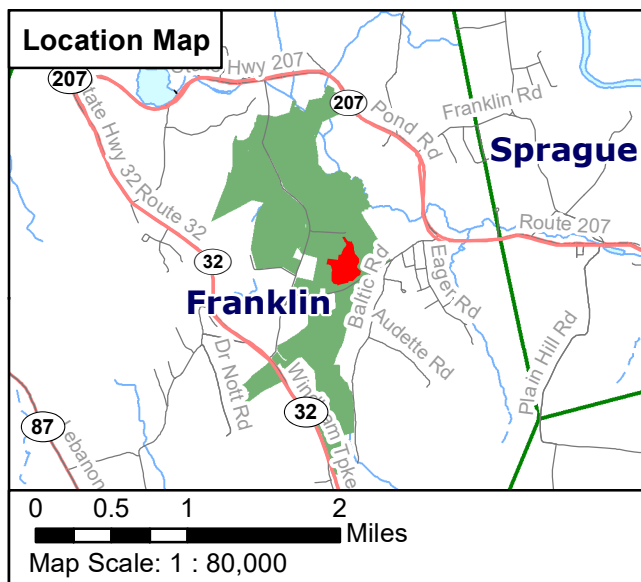 Location Map
State Hwy 207
207
207
Pond Rd
Franklin Rd
Sprague
State Hwy 32
Route 32
Route 207
32
Baltic Rd
Eager Rd
Franklin
Audette Rd
Plain Hill Rd
Dr Nott Rd
Windham Tpke
32
87
Lebanon
0 0.5 1 2
Miles
Map Scale: 1 : 80,000